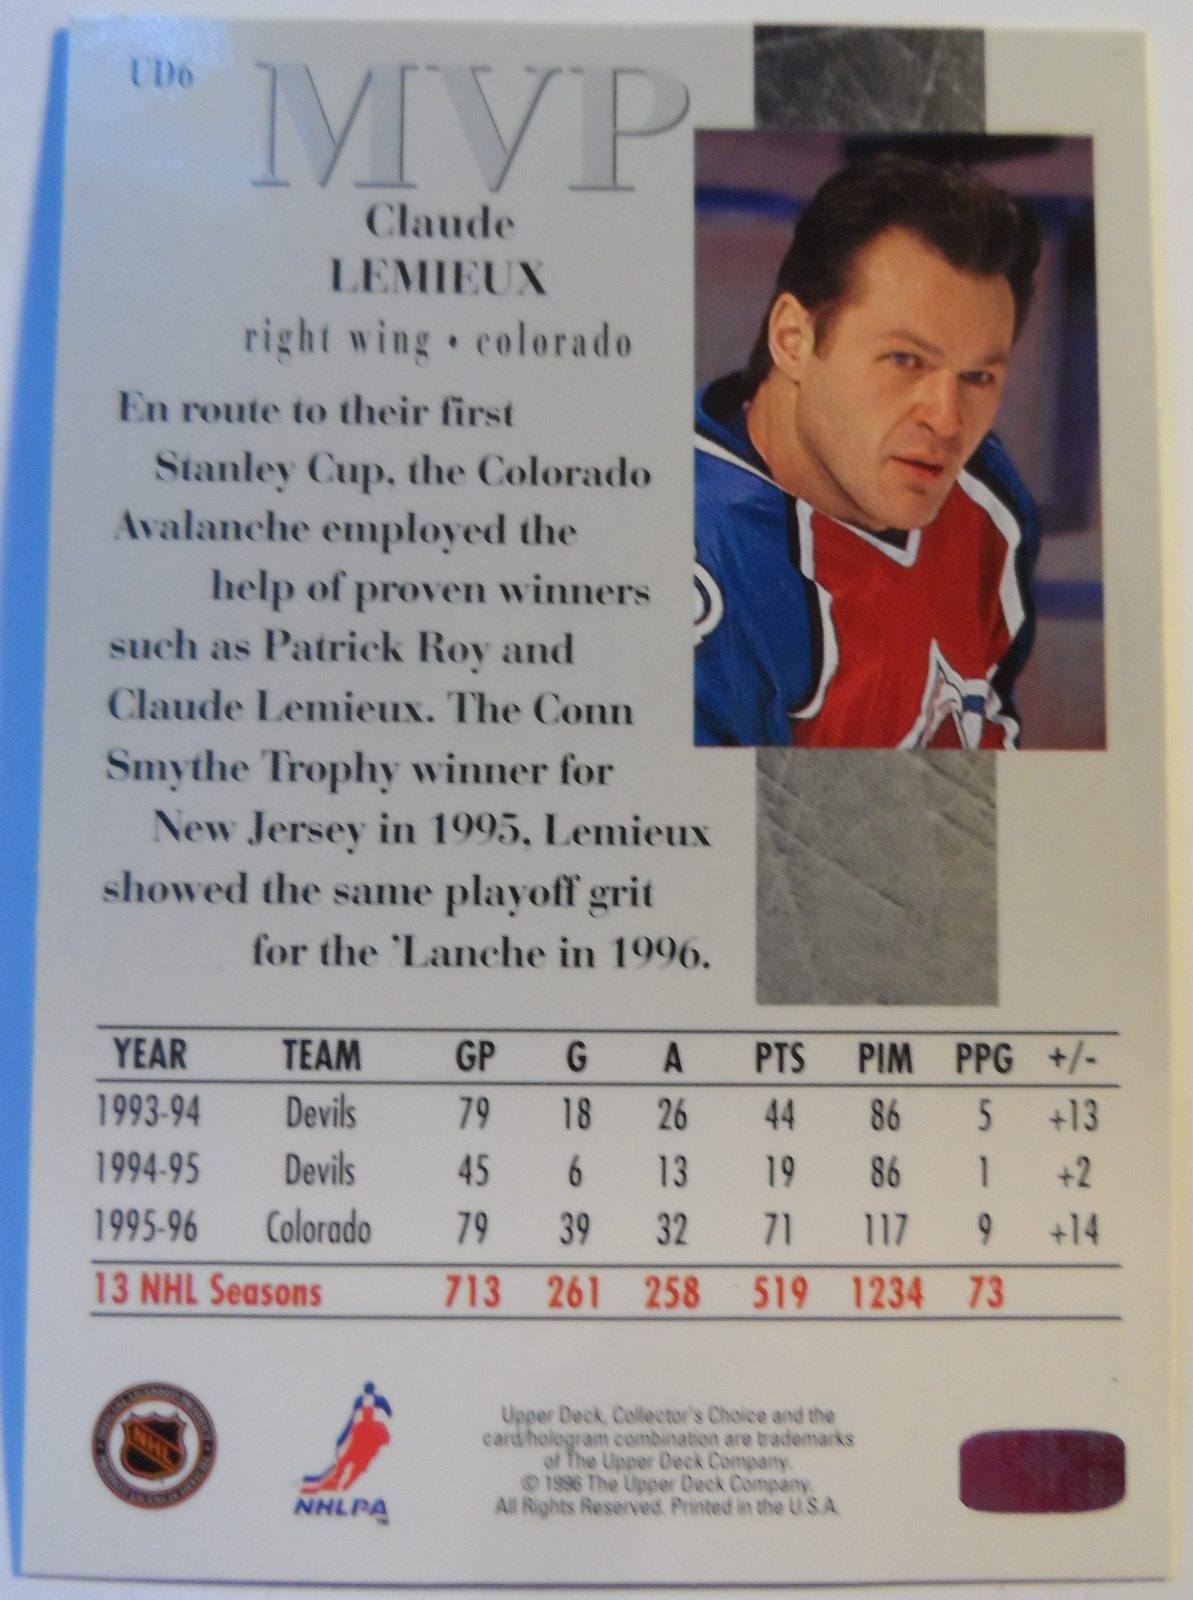 UD6
MVP
Claude
LEMIEUX
right wing • colorado
En route to their first
Stanley Cup, the Colorado
Avalanche employed the
help of proven winners
such as Patrick Roy and
Claude Lemieux. The Conn
Smythe Trophy winner for
New Jersey in 1995, Lemieux
showed the same playoff grit
for the 'Lanche in 1996.
YEAR TEAM GP G A PTS PIM PPG +/-
1993-94 Devils 79 18 26 44 86 5 +13
1994-95 Devils 45 6 13 19 86 1 +2
1995-96 Colorado 79 39 32 71 117 9 +14
13 NHL Seasons 713 261 258 519 1234 73
NHL
NHLPA
TM
Upper Deck, Collector's Choice and the
card/hologram combination are trademarks
of The Upper Deck Company.
© 1996 The Upper Deck Company.
All Rights Reserved. Printed in the U.S.A.